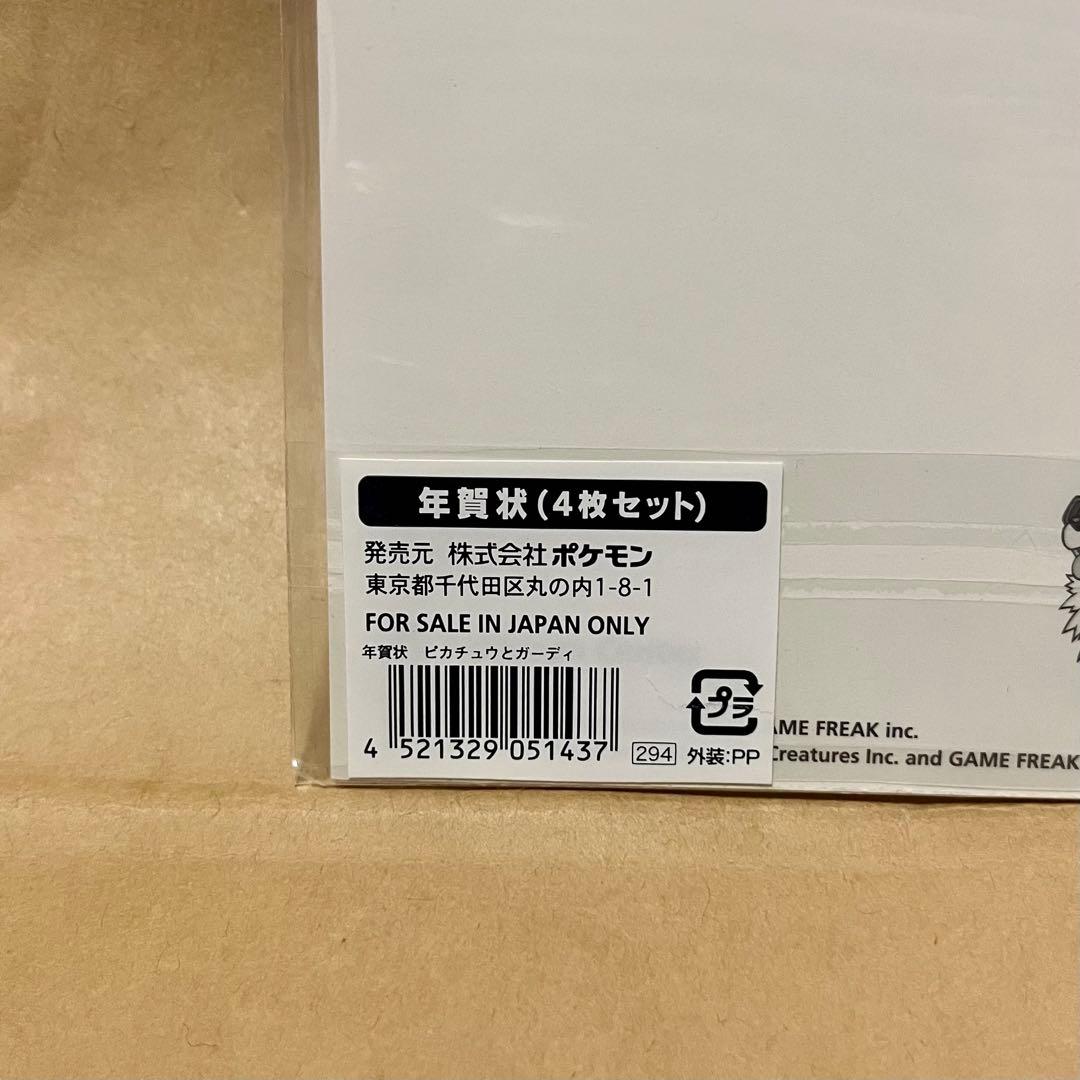 年賀状(4枚セット)
発売元 株式会社ポケモン
東京都千代田区丸の内1-8-1
FOR SALE IN JAPAN ONLY
年賀状 ピカチュウとガーディ
4 521329 051437
294
プラ
外装:PP
AME FREAK inc.
Creatures Inc. and GAME FREAK